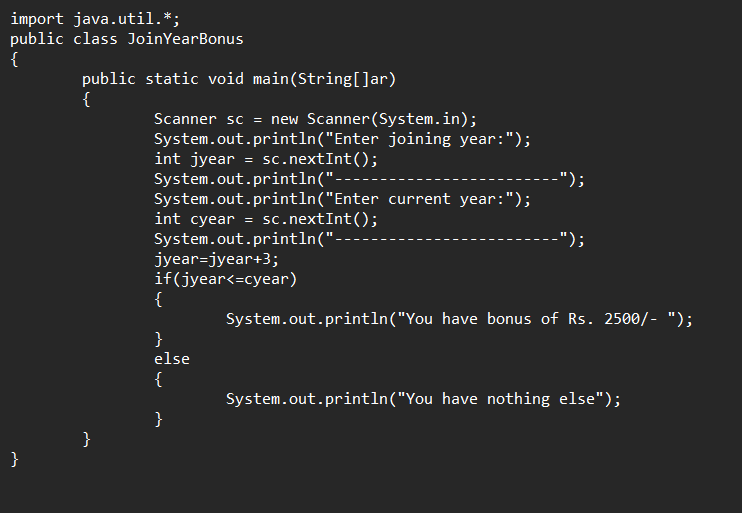 import java.util.*;
public class JoinYearBonus
{
        public static void main(String[]ar)
        {
                Scanner sc = new Scanner(System.in);
                System.out.println("Enter joining year:");
                int jyear = sc.nextInt();
                System.out.println("-------------------------");
                System.out.println("Enter current year:");
                int cyear = sc.nextInt();
                System.out.println("-------------------------");
                jyear=jyear+3;
                if(jyear<=cyear)
                {
                        System.out.println("You have bonus of Rs. 2500/- ");
                }
                else
                {
                        System.out.println("You have nothing else");
                }
        }
}